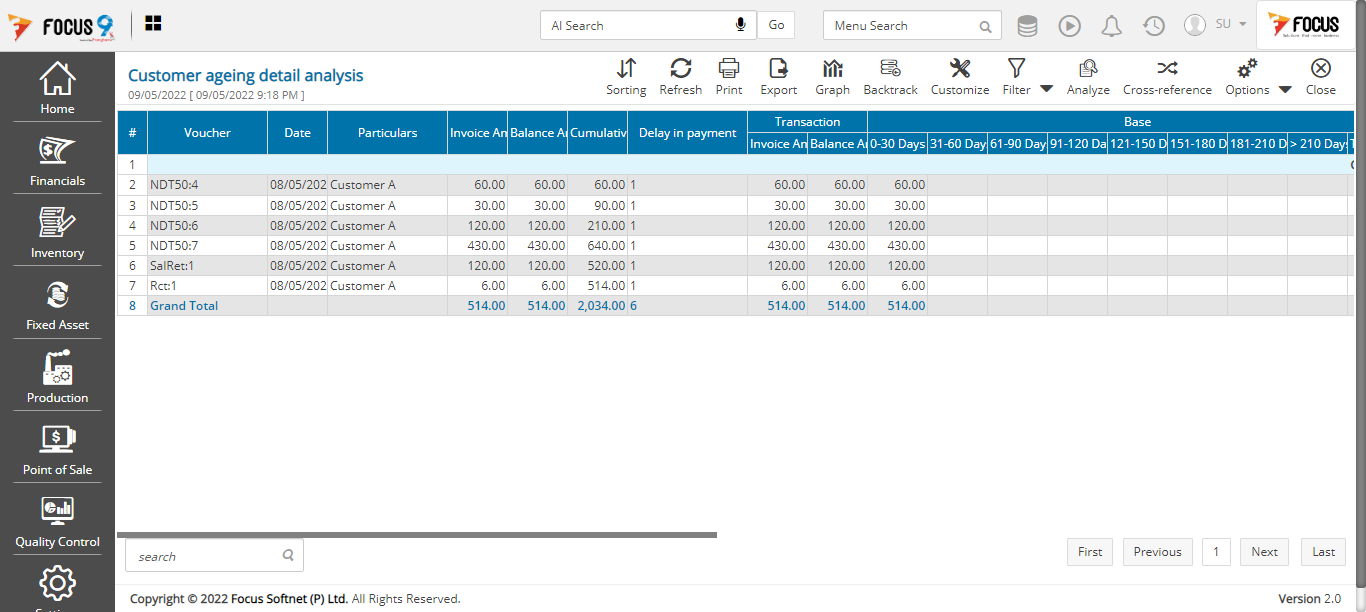 FOCUS 9
AI Search
Go
Menu Search
SU
FOCUS
Home
Financials
Inventory
Fixed Asset
Production
Point of Sale
Quality Control
Customer ageing detail analysis
09/05/2022 [ 09/05/2022 9:18 PM ]
Sorting Refresh Print Export Graph Backtrack Customize Filter Analyze Cross-reference Options Close
Transaction Base
# Voucher Date Particulars Invoice An Balance A Cumulativ Delay in payment
Invoice An Balance A 0-30 Days 31-60 Day 61-90 Day 91-120 Da 121-150 D 151-180 D 181-210 D > 210 Day
1
2 NDT50:4 08/05/202 Customer A 60.00 60.00 60.00 1 60.00 60.00 60.00
3 NDT50:5 08/05/202 Customer A 30.00 30.00 90.00 1 30.00 30.00 30.00
4 NDT50:6 08/05/202 Customer A 120.00 120.00 210.00 1 120.00 120.00 120.00
5 NDT50:7 08/05/202 Customer A 430.00 430.00 640.00 1 430.00 430.00 430.00
6 SalRet:1 08/05/202 Customer A 120.00 120.00 520.00 1 120.00 120.00 120.00
7 Rct:1 08/05/202 Customer A 6.00 6.00 514.00 1 6.00 6.00 6.00
8 Grand Total 514.00 514.00 2,034.00 6 514.00 514.00 514.00
search
First Previous 1 Next Last
Copyright © 2022 Focus Softnet (P) Ltd. All Rights Reserved.
Version 2.0